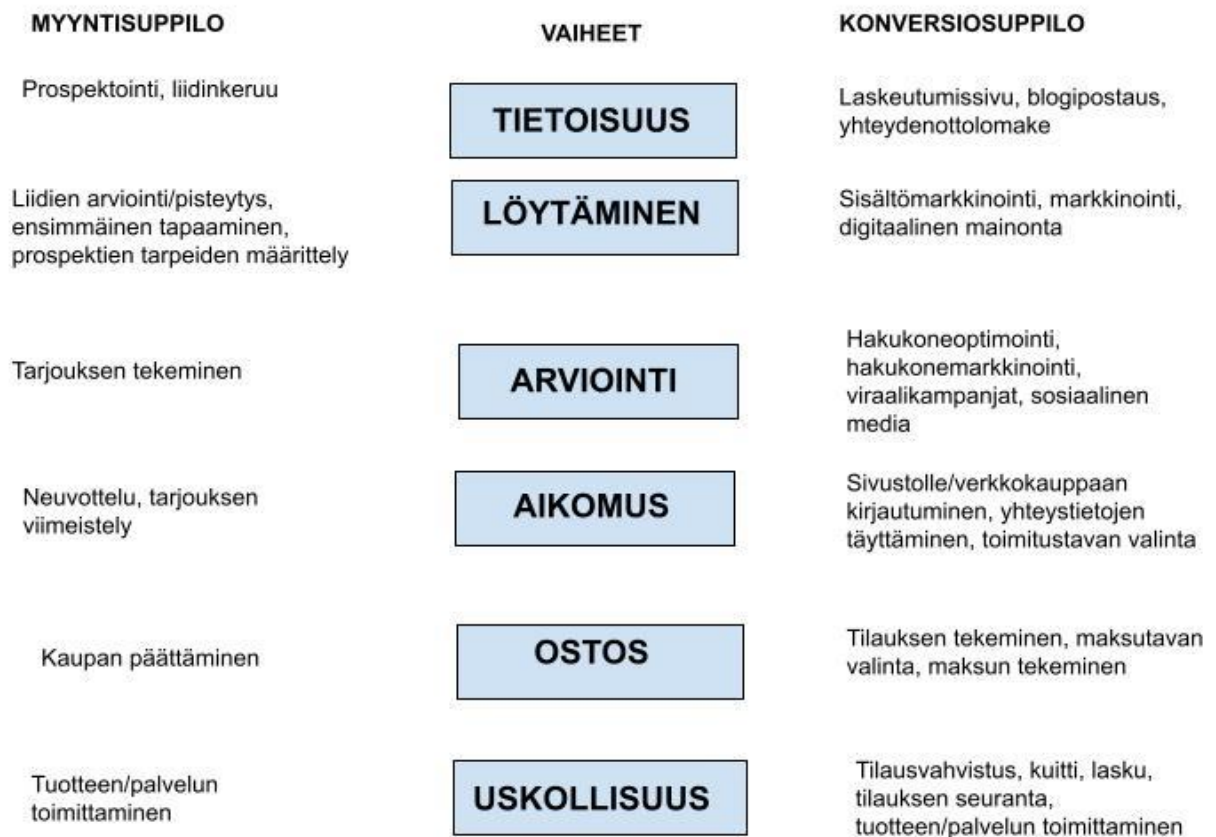 MYYNTISUPPILO
VAIHEET
KONVERSIOSUPPILO
Prospektointi, liidinkeruu
TIETOISUUS
Laskeutumissivu, blogipostaus,
yhteydenottolomake
Liidien arviointi/pisteytys,
ensimmäinen tapaaminen,
prospektien tarpeiden määrittely
LÖYTÄMINEN
Sisältömarkkinointi, markkinointi,
digitaalinen mainonta
Tarjouksen tekeminen
ARVIOINTI
Hakukoneoptimointi,
hakukonemarkkinointi,
viraalikampanjat, sosiaalinen
media
Neuvottelu, tarjouksen
viimeistely
AIKOMUS
Sivustolle/verkkokauppaan
kirjautuminen, yhteystietojen
täyttäminen, toimitustavan valinta
Kaupan päättäminen
OSTOS
Tilauksen tekeminen, maksutavan
valinta, maksun tekeminen
Tuotteen/palvelun
toimittaminen
USKOLLISUUS
Tilausvahvistus, kuitti, lasku,
tilauksen seuranta,
tuotteen/palvelun toimittaminen